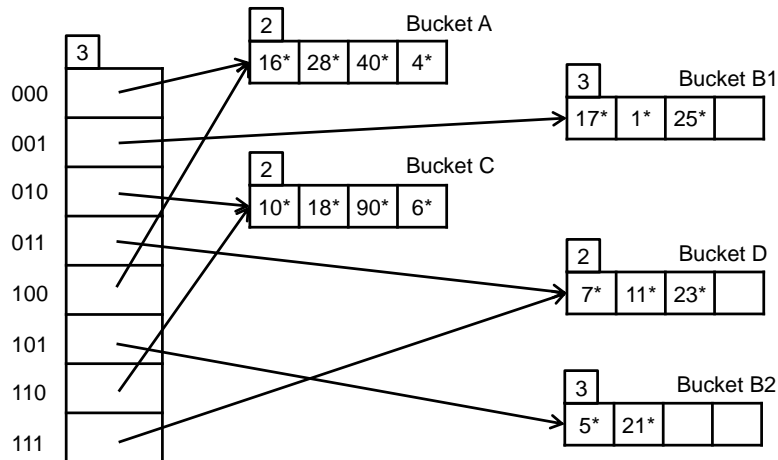 3
000
001
010
011
100
101
110
111
2
Bucket A
16* 28* 40* 4*
3
Bucket B1
17* 1* 25*
2
Bucket C
10* 18* 90* 6*
2
Bucket D
7* 11* 23*
3
Bucket B2
5* 21*